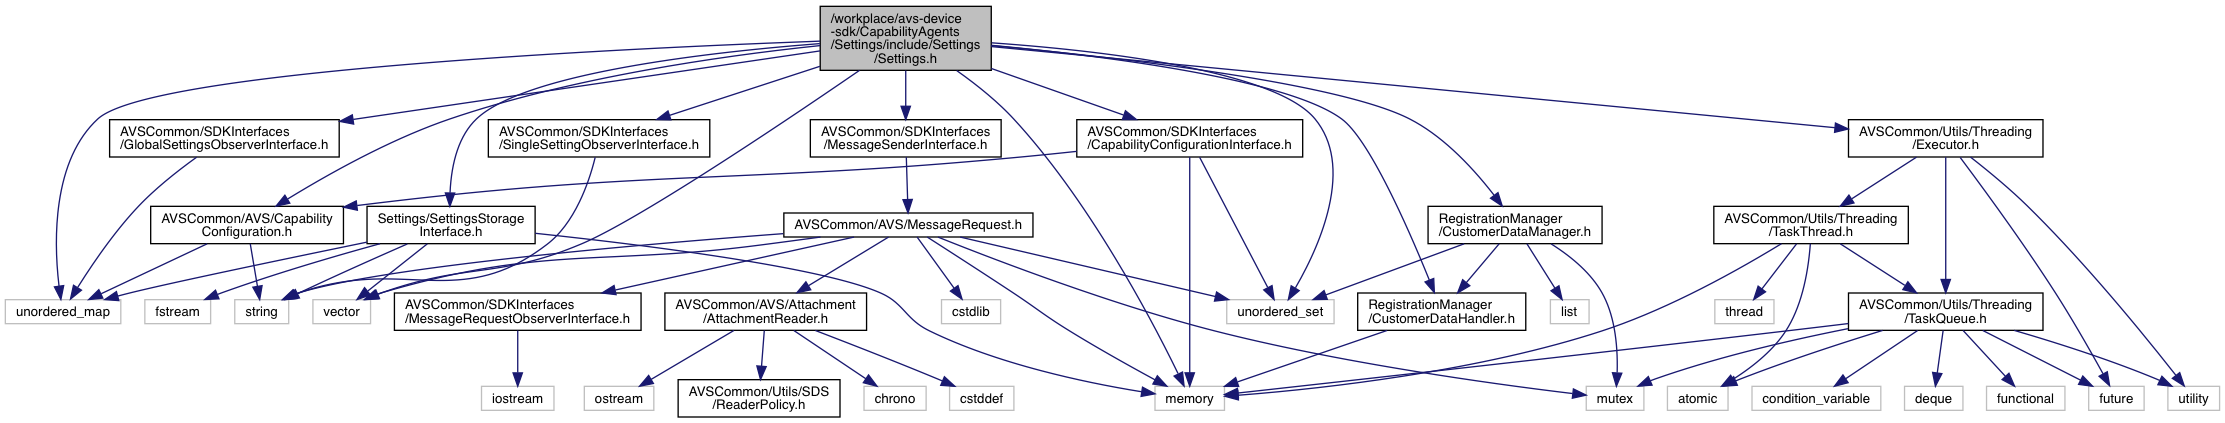 /workplace/avs-device
-sdk/CapabilityAgents
/Settings/include/Settings
/Settings.h
AVSCommon/SDKInterfaces
/GlobalSettingsObserverInterface.h
AVSCommon/SDKInterfaces
/SingleSettingObserverInterface.h
AVSCommon/SDKInterfaces
/MessageSenderInterface.h
AVSCommon/SDKInterfaces
/CapabilityConfigurationInterface.h
AVSCommon/Utils/Threading
/Executor.h
AVSCommon/AVS/Capability
Configuration.h
Settings/SettingsStorage
Interface.h
AVSCommon/AVS/MessageRequest.h
RegistrationManager
/CustomerDataManager.h
AVSCommon/Utils/Threading
/TaskThread.h
unordered_map
fstream
string
vector
AVSCommon/SDKInterfaces
/MessageRequestObserverInterface.h
AVSCommon/AVS/Attachment
/AttachmentReader.h
cstdlib
unordered_set
RegistrationManager
/CustomerDataHandler.h
list
thread
AVSCommon/Utils/Threading
/TaskQueue.h
iostream
ostream
AVSCommon/Utils/SDS
/ReaderPolicy.h
chrono
cstddef
memory
mutex
atomic
condition_variable
deque
functional
future
utility